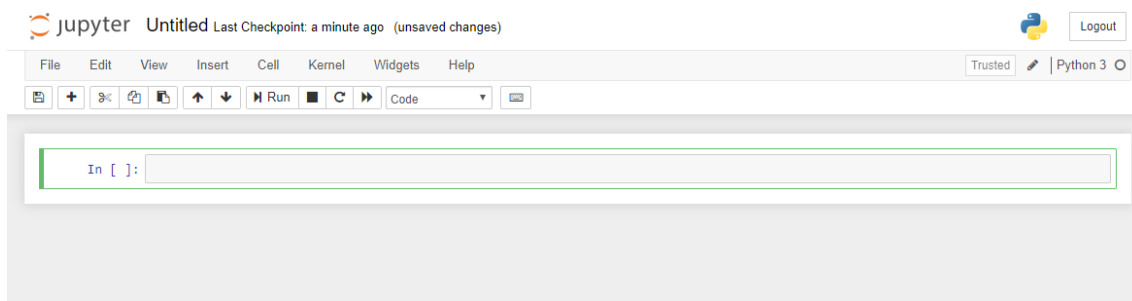 jupyter Untitled Last Checkpoint: a minute ago (unsaved changes) Logout
File Edit View Insert Cell Kernel Widgets Help Trusted Python 3
Run Code
In [ ]: